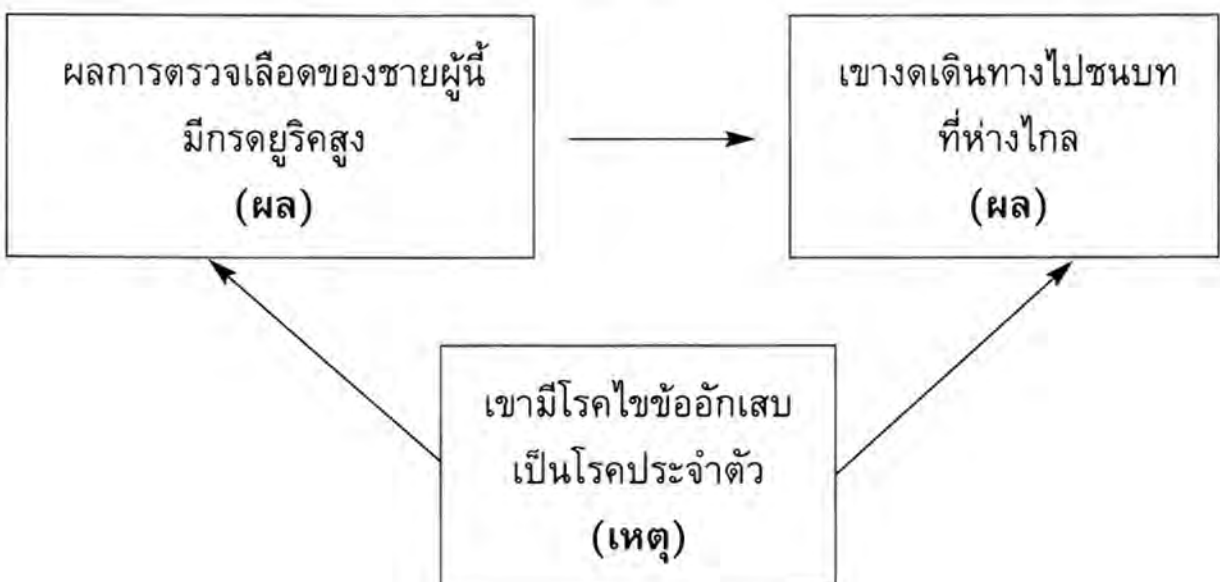 ผลการตรวจเลือดของชายผู้นี้
มีกรดยูริคสูง
(ผล)
เขางดเดินทางไปชนบท
ที่ห่างไกล
(ผล)
เขามีโรคไขข้ออักเสบ
เป็นโรคประจำตัว
(เหตุ)